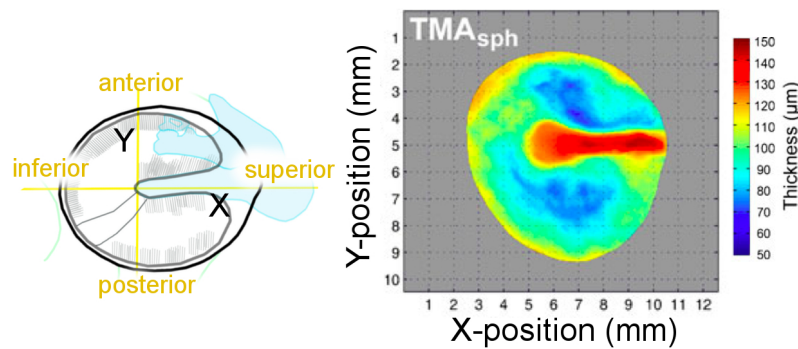 anterior
Y
inferior
superior
X
posterior
TMAsph
Y-position (mm)
1
2
3
4
5
6
7
8
9
10
1 2 3 4 5 6 7 8 9 10 11 12
X-position (mm)
150
140
130
120
110
100
90
80
70
60
50
Thickness (μm)